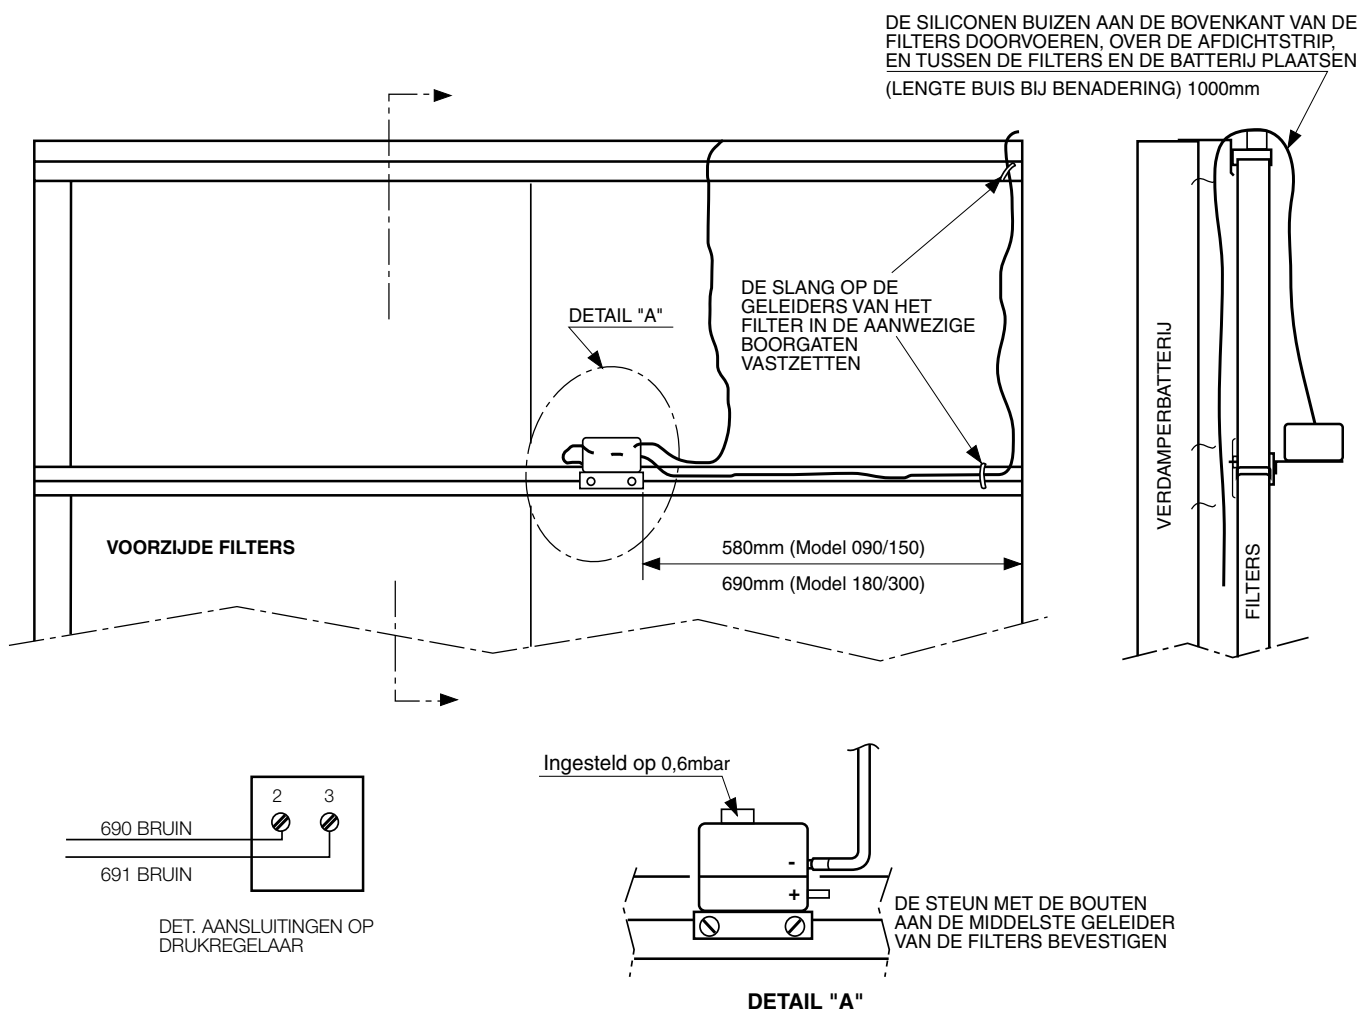 DE SILICONEN BUIZEN AAN DE BOVENKANT VAN DE
FILTERS DOORVOEREN, OVER DE AFDICHTSTRIP,
EN TUSSEN DE FILTERS EN DE BATTERIJ PLAATSEN
(LENGTE BUIS BIJ BENADERING) 1000mm
DETAIL "A"
DE SLANG OP DE
GELEIDERS VAN HET
FILTER IN DE AANWEZIGE
BOORGATEN
VASTZETTEN
-
VERDAMPERBATTERIJ
FILTERS
VOORZIJDE FILTERS
580mm (Model 090/150)
690mm (Model 180/300)
2 3
690 BRUIN
691 BRUIN
DET. AANSLUITINGEN OP
DRUKREGELAAR
Ingesteld op 0,6mbar
-
+
DE STEUN MET DE BOUTEN
AAN DE MIDDELSTE GELEIDER
VAN DE FILTERS BEVESTIGEN
DETAIL "A"